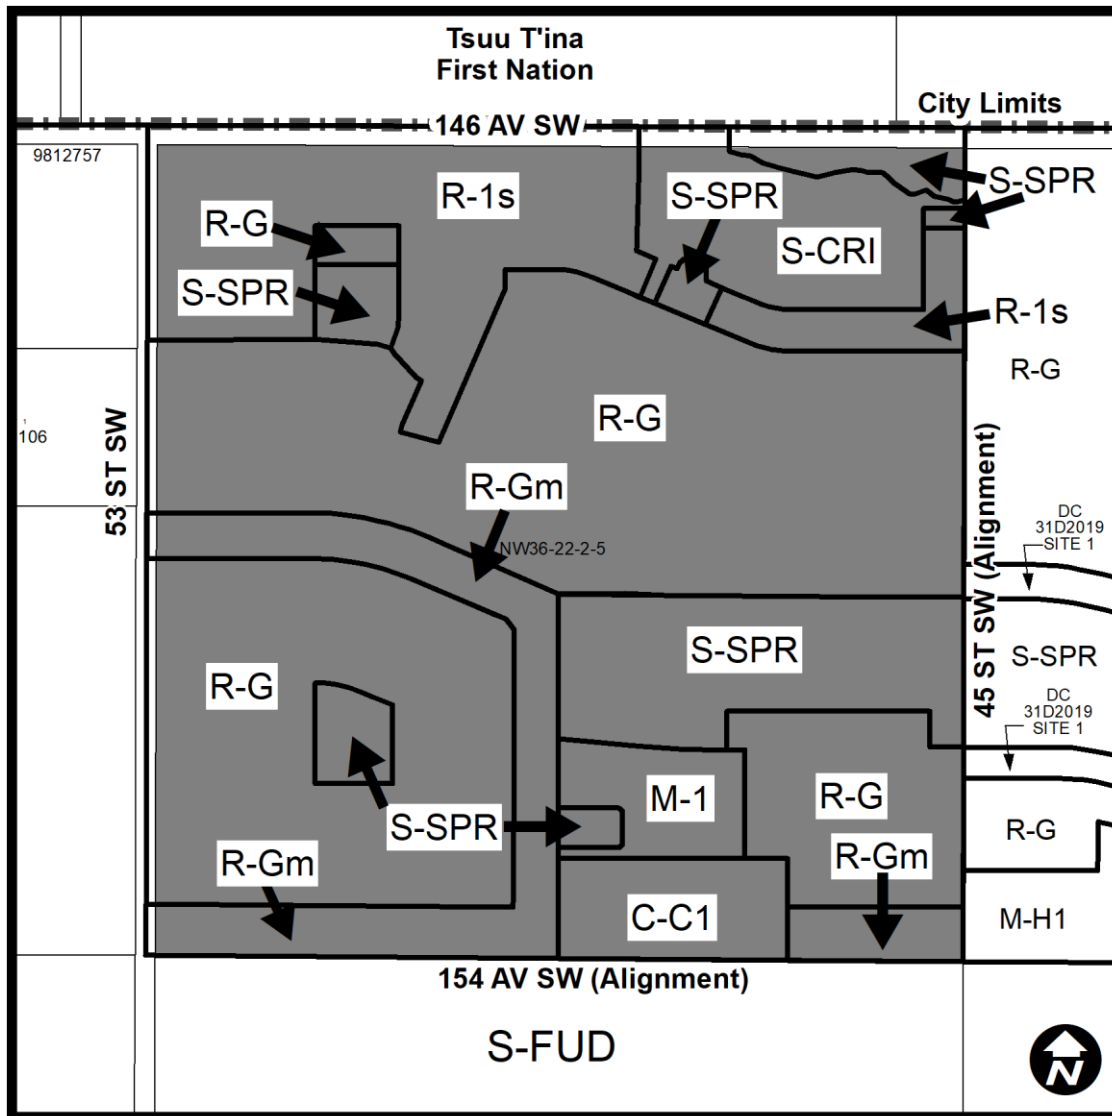 Tsuu T'ina
First Nation
City Limits
146 AV SW
9812757
R-1s
S-SPR
S-SPR
R-G
S-CRI
S-SPR
R-1s
R-G
R-G
1
106
53 ST SW
45 ST SW (Alignment)
R-Gm
NW36-22-2-5
DC
31D2019
SITE 1
S-SPR
S-SPR
R-G
DC
31D2019
SITE 1
M-1
R-G
S-SPR
R-G
R-Gm
R-Gm
C-C1
M-H1
154 AV SW (Alignment)
S-FUD
N